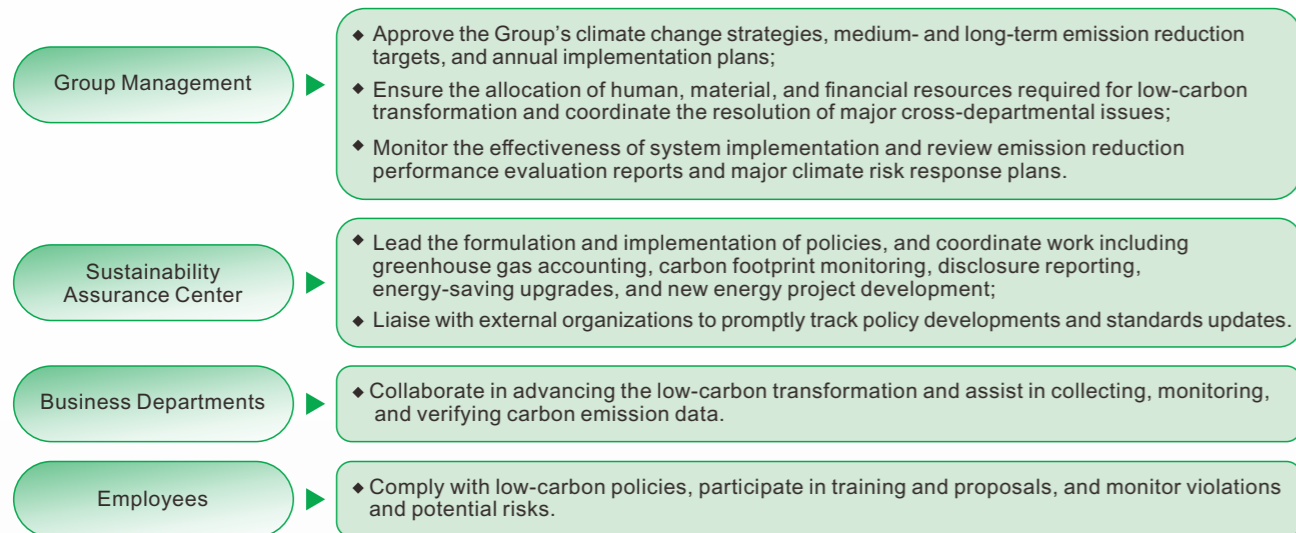 Group Management
◆ Approve the Group's climate change strategies, medium- and long-term emission reduction
targets, and annual implementation plans;
◆ Ensure the allocation of human, material, and financial resources required for low-carbon
transformation and coordinate the resolution of major cross-departmental issues;
◆ Monitor the effectiveness of system implementation and review emission reduction
performance evaluation reports and major climate risk response plans.
Sustainability
Assurance Center
◆ Lead the formulation and implementation of policies, and coordinate work including
greenhouse gas accounting, carbon footprint monitoring, disclosure reporting,
energy-saving upgrades, and new energy project development;
◆ Liaise with external organizations to promptly track policy developments and standards updates.
Business Departments
◆ Collaborate in advancing the low-carbon transformation and assist in collecting, monitoring,
and verifying carbon emission data.
Employees
◆ Comply with low-carbon policies, participate in training and proposals, and monitor violations
and potential risks.